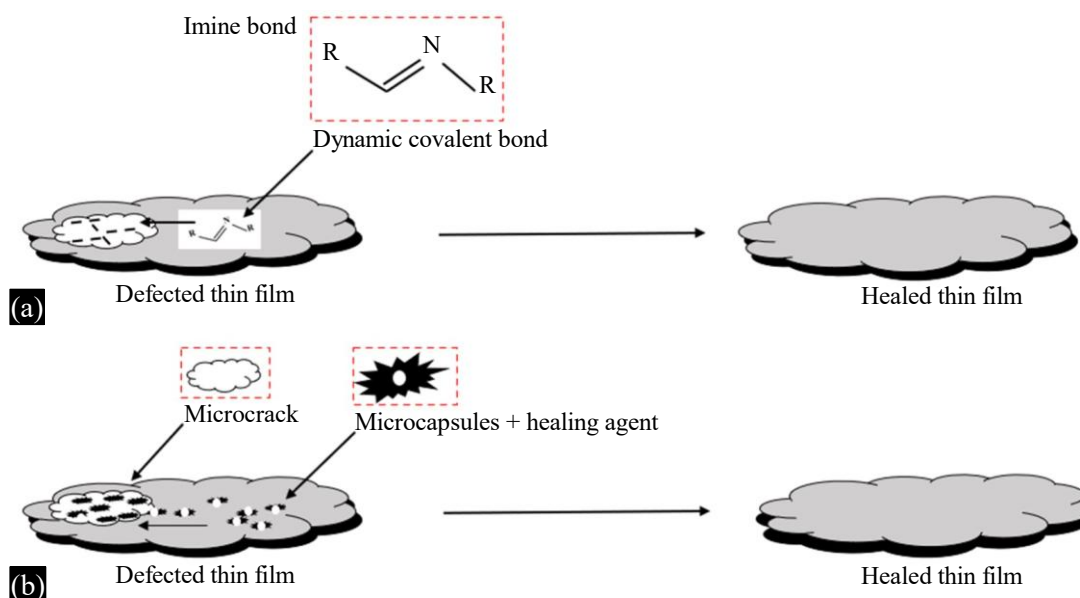 Imine bond
R
N
R
Dynamic covalent bond
R
N
R
Defected thin film
Healed thin film
(a)
Microcrack
Microcapsules + healing agent
Defected thin film
Healed thin film
(b)